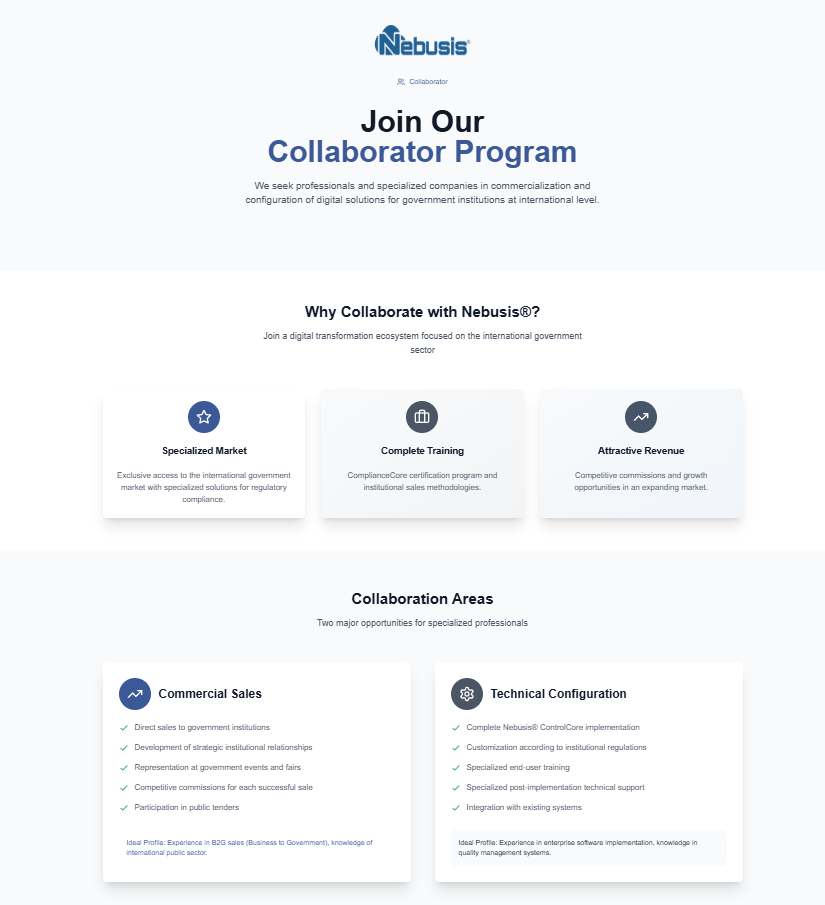 Nebusis®
Collaborator
Join Our
Collaborator Program
We seek professionals and specialized companies in commercialization and
configuration of digital solutions for government institutions at international level.
Why Collaborate with Nebusis®?
Join a digital transformation ecosystem focused on the international government
sector
Specialized Market
Exclusive access to the international government
market with specialized solutions for regulatory
compliance.
Complete Training
ComplianceCore certification program and
institutional sales methodologies.
Attractive Revenue
Competitive commissions and growth
opportunities in an expanding market.
Collaboration Areas
Two major opportunities for specialized professionals
Commercial Sales
Direct sales to government institutions
Development of strategic institutional relationships
Representation at government events and fairs
Competitive commissions for each successful sale
Participation in public tenders
Ideal Profile: Experience in B2G sales (Business to Government), knowledge of
international public sector.
Technical Configuration
Complete Nebusis® ControlCore implementation
Customization according to institutional regulations
Specialized end-user training
Specialized post-implementation technical support
Integration with existing systems
Ideal Profile: Experience in enterprise software implementation, knowledge in
quality management systems.